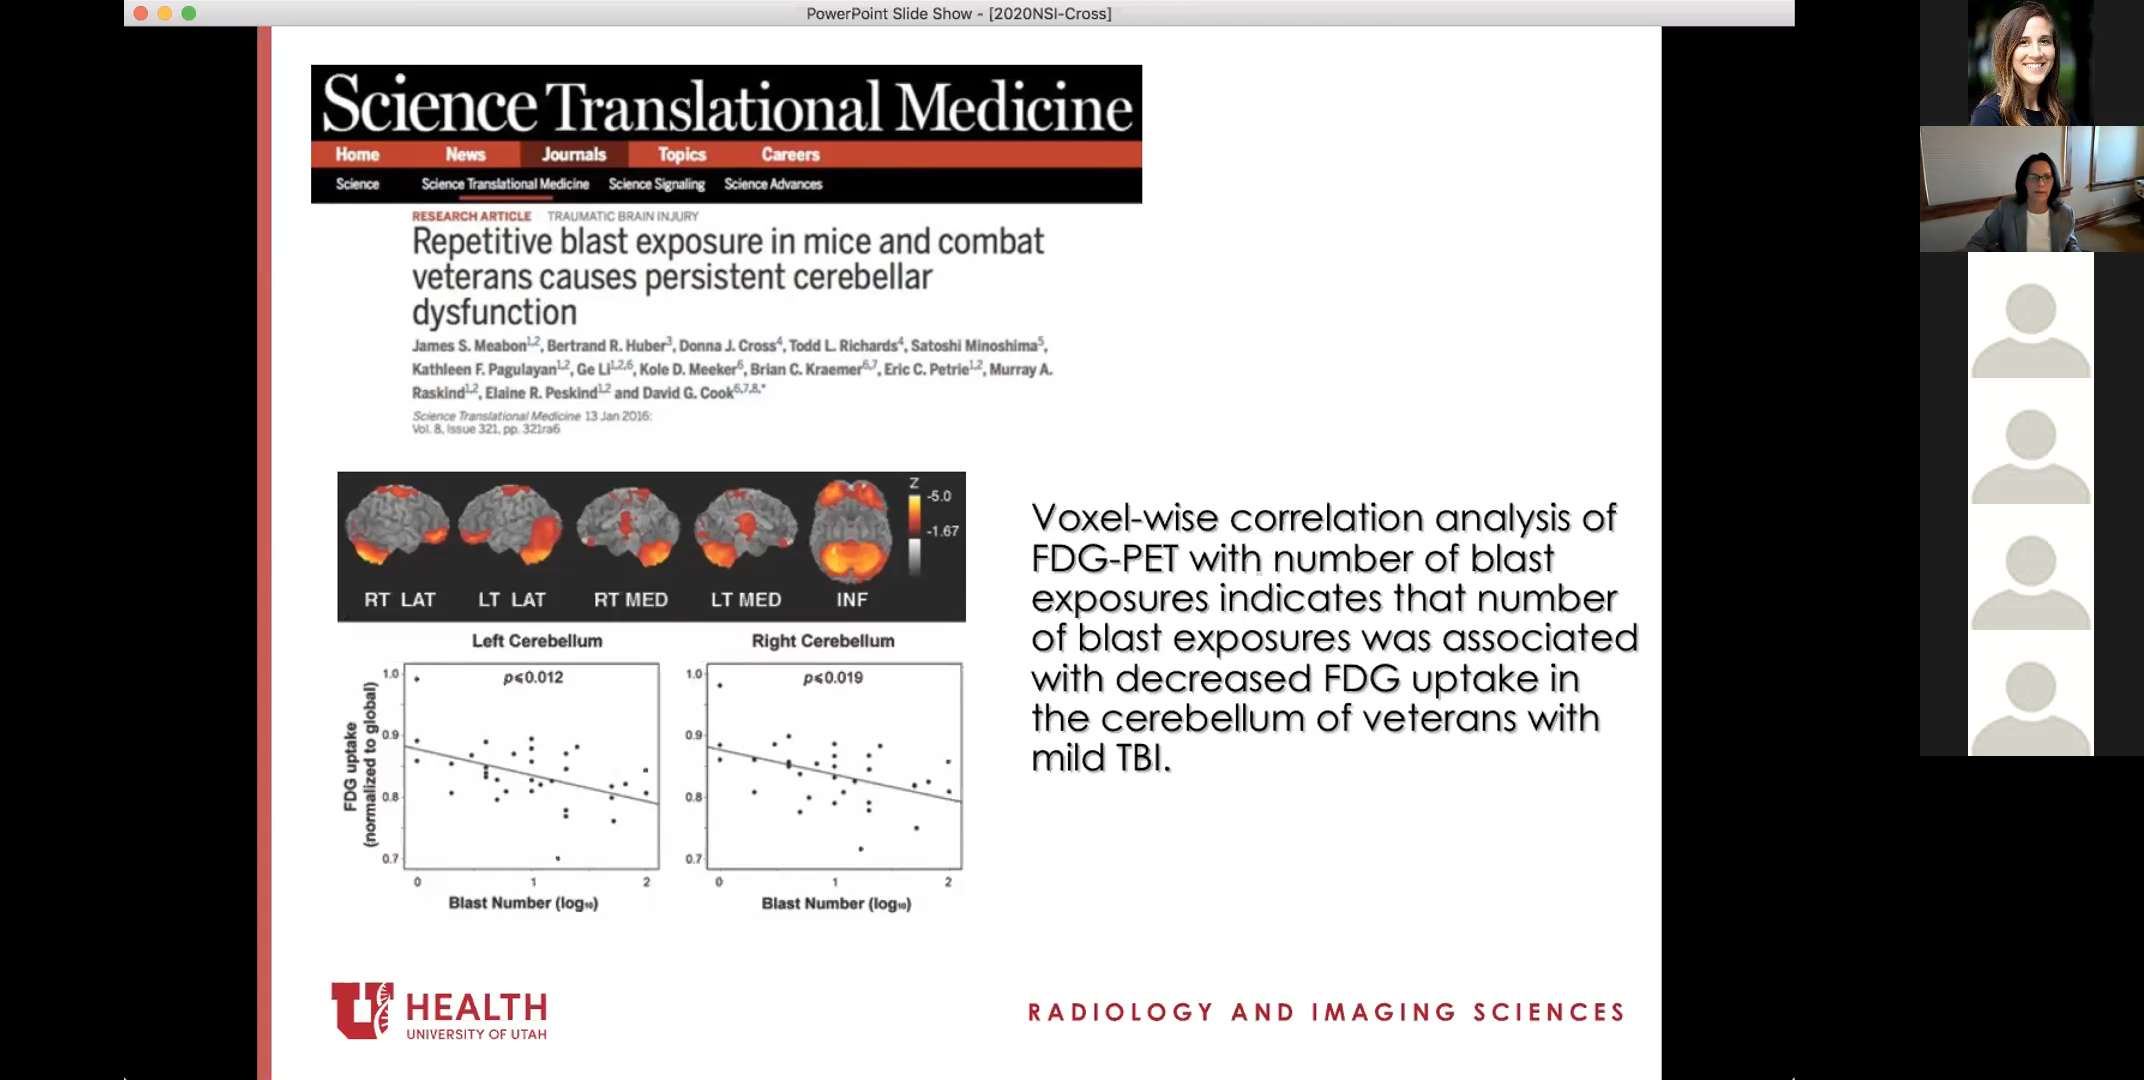 PowerPoint Slide Show - [2020NSI-Cross]
Science Translational Medicine
Home News Journals Topics Careers
Science Science Translational Medicine Science Signaling Science Advances
RESEARCH ARTICLE TRAUMATIC BRAIN INJURY
Repetitive blast exposure in mice and combat
veterans causes persistent cerebellar
dysfunction
James S. Meabon1,2, Bertrand R. Huber3, Donna J. Cross4, Todd L. Richards4, Satoshi Minoshima5,
Kathleen F. Pagulayan1,2, Ge Li1,2,6, Kole D. Meeker6, Brian C. Kraemer6,7, Eric C. Petrie1,2, Murray A.
Raskind1,2, Elaine R. Peskind1,2 and David G. Cook6,7,8,*
Science Translational Medicine 13 Jan 2016:
Vol. 8, Issue 321, pp. 321ra6
Z
-5.0
-1.67
RT LAT LT LAT RT MED LT MED INF
Left Cerebellum
p⩽0.012
FDG uptake
(normalized to global)
1.0
0.9
0.8
0.7
0 1 2
Blast Number (log10)
Right Cerebellum
p⩽0.019
1.0
0.9
0.8
0.7
0 1 2
Blast Number (log10)
Voxel-wise correlation analysis of
FDG-PET with number of blast
exposures indicates that number
of blast exposures was associated
with decreased FDG uptake in
the cerebellum of veterans with
mild TBI.
U HEALTH
UNIVERSITY OF UTAH
RADIOLOGY AND IMAGING SCIENCES